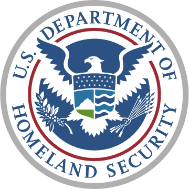 U.S. DEPARTMENT OF
HOMELAND SECURITY